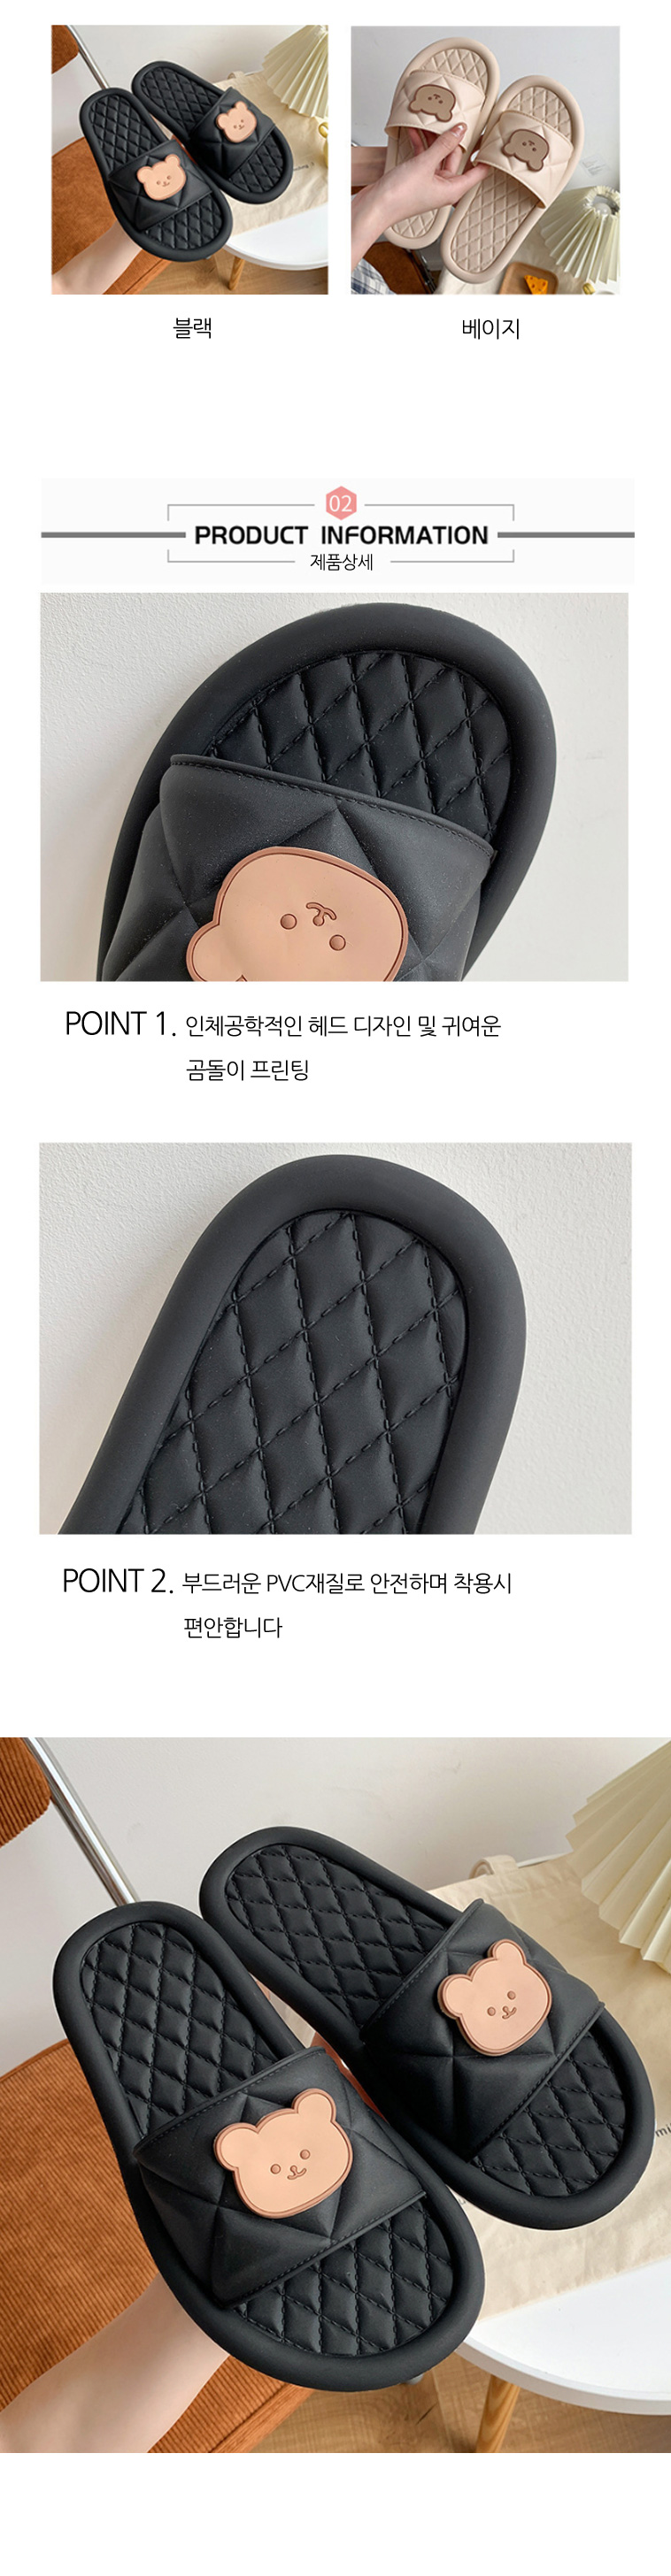 블랙
베이지
02
PRODUCT INFORMATION
제품상세
POINT 1. 인체공학적인 헤드 디자인 및 귀여운
곰돌이 프린팅
POINT 2. 부드러운 PVC재질로 안전하며 착용시
편안합니다